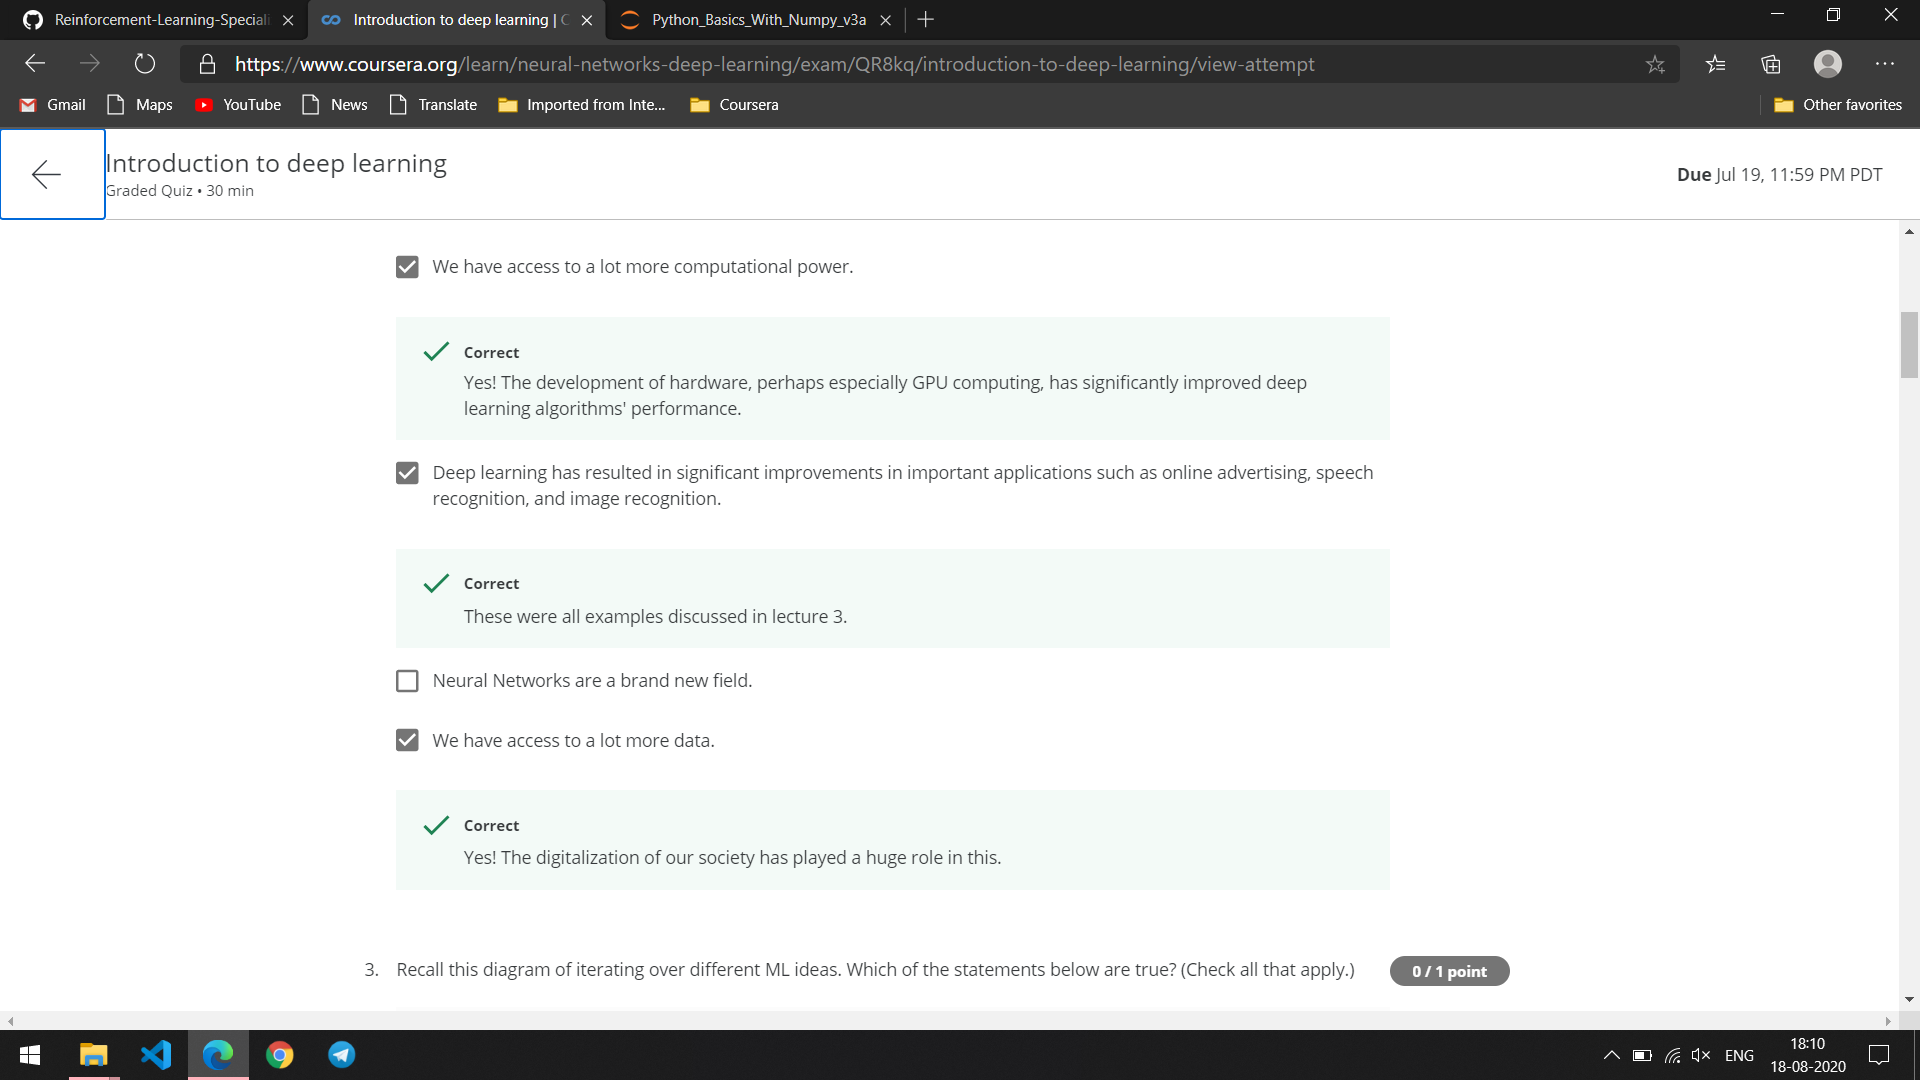 Reinforcement-Learning-Speciali
Introduction to deep learning | C
Python_Basics_With_Numpy_v3a
https://www.coursera.org/learn/neural-networks-deep-learning/exam/QR8kq/introduction-to-deep-learning/view-attempt
Gmail Maps YouTube News Translate Imported from Inte... Coursera Other favorites
Introduction to deep learning
Graded Quiz • 30 min
Due Jul 19, 11:59 PM PDT
We have access to a lot more computational power.
Correct
Yes! The development of hardware, perhaps especially GPU computing, has significantly improved deep
learning algorithms' performance.
Deep learning has resulted in significant improvements in important applications such as online advertising, speech
recognition, and image recognition.
Correct
These were all examples discussed in lecture 3.
Neural Networks are a brand new field.
We have access to a lot more data.
Correct
Yes! The digitalization of our society has played a huge role in this.
3. Recall this diagram of iterating over different ML ideas. Which of the statements below are true? (Check all that apply.)
0 / 1 point
ENG
18:10
18-08-2020